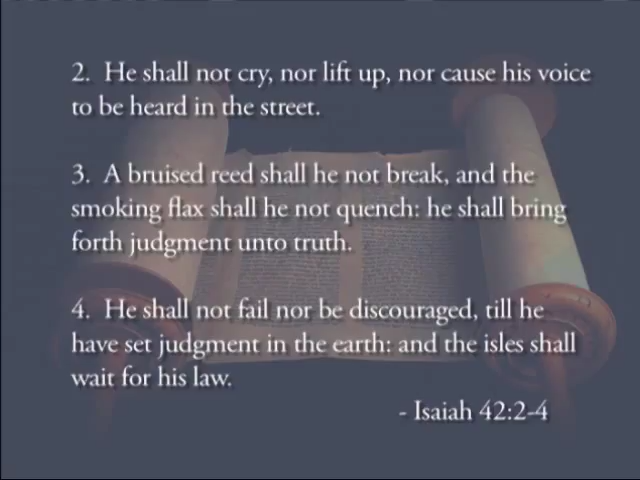 2. He shall not cry, nor lift up, nor cause his voice
to be heard in the street.
3. A bruised reed shall he not break, and the
smoking flax shall he not quench: he shall bring
forth judgment unto truth.
4. He shall not fail nor be discouraged, till he
have set judgment in the earth: and the isles shall
wait for his law.
- Isaiah 42:2-4